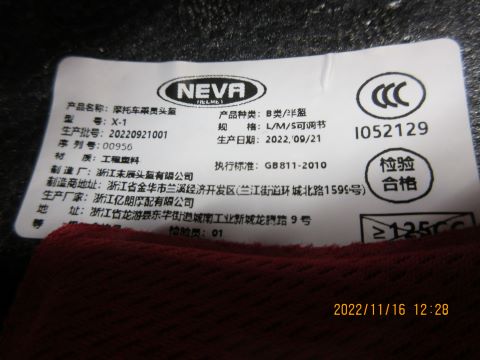 NEVA
HELMET
产品名称: 摩托车乘员头盔
产品种类: B类/半盔
型 号: X-1
规 格: L/M/S可调节
生产批号: 20220921001
生产日期: 2022/09/21
序 列 号: 00956
材 质: 工程塑料
执行标准: GB811-2010
制 造 厂: 浙江未辰头盔有限公司
制造商地址: 浙江省金华市兰溪经济开发区(兰江街道环城北路1599号)
生产厂家: 浙江亿朗摩配有限公司
地 址: 浙江省龙游县东华街道城南工业新城龙腾路9号
检验员: 01
CCC
I052129
检验
合格
≥125CC
2022/11/16 12:28